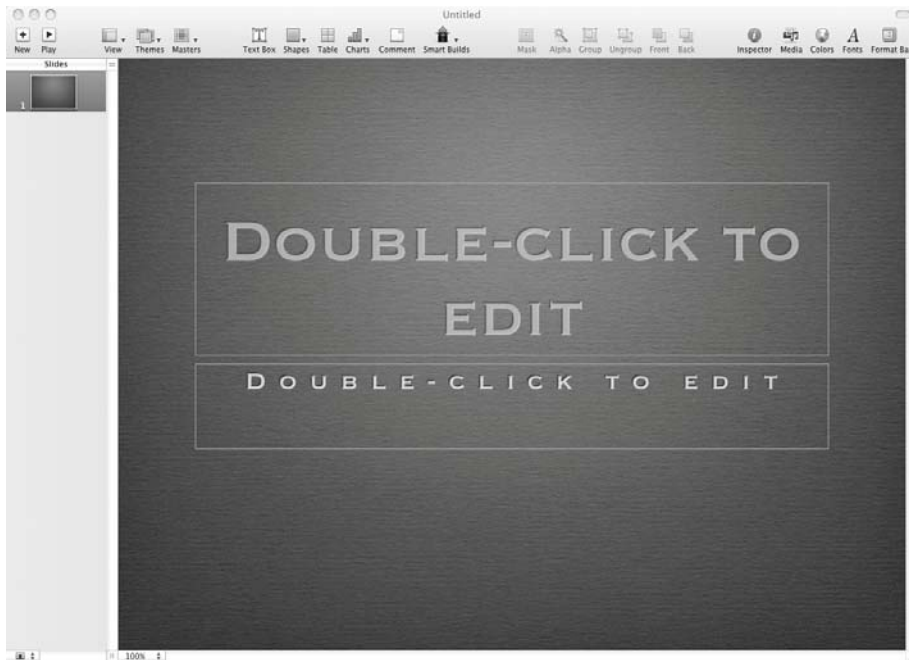 Untitled
New Play View Themes Masters Text Box Shapes Table Charts Comment Smart Builds Mask Alpha Group Ungroup Front Back Inspector Media Colors Fonts Format Ba
Slides
1
DOUBLE-CLICK TO
EDIT
DOUBLE-CLICK TO EDIT
100%